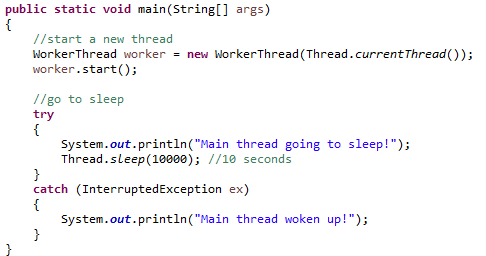 public static void main(String[] args)
{
    //start a new thread
    WorkerThread worker = new WorkerThread(Thread.currentThread());
    worker.start();

    //go to sleep
    try
    {
        System.out.println("Main thread going to sleep!");
        Thread.sleep(10000); //10 seconds
    }
    catch (InterruptedException ex)
    {
        System.out.println("Main thread woken up!");
    }
}